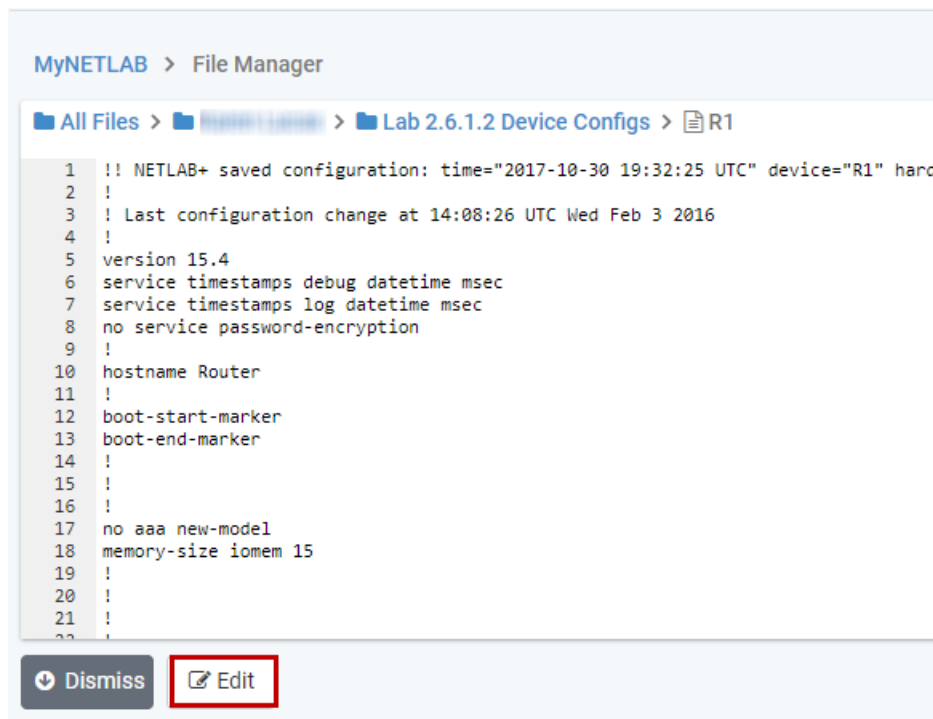 MyNETLAB > File Manager
All Files > > Lab 2.6.1.2 Device Configs > R1
1 !! NETLAB+ saved configuration: time="2017-10-30 19:32:25 UTC" device="R1" hard
2 !
3 ! Last configuration change at 14:08:26 UTC Wed Feb 3 2016
4 !
5 version 15.4
6 service timestamps debug datetime msec
7 service timestamps log datetime msec
8 no service password-encryption
9 !
10 hostname Router
11 !
12 boot-start-marker
13 boot-end-marker
14 !
15 !
16 !
17 no aaa new-model
18 memory-size iomem 15
19 !
20 !
21 !
22 !
Dismiss Edit